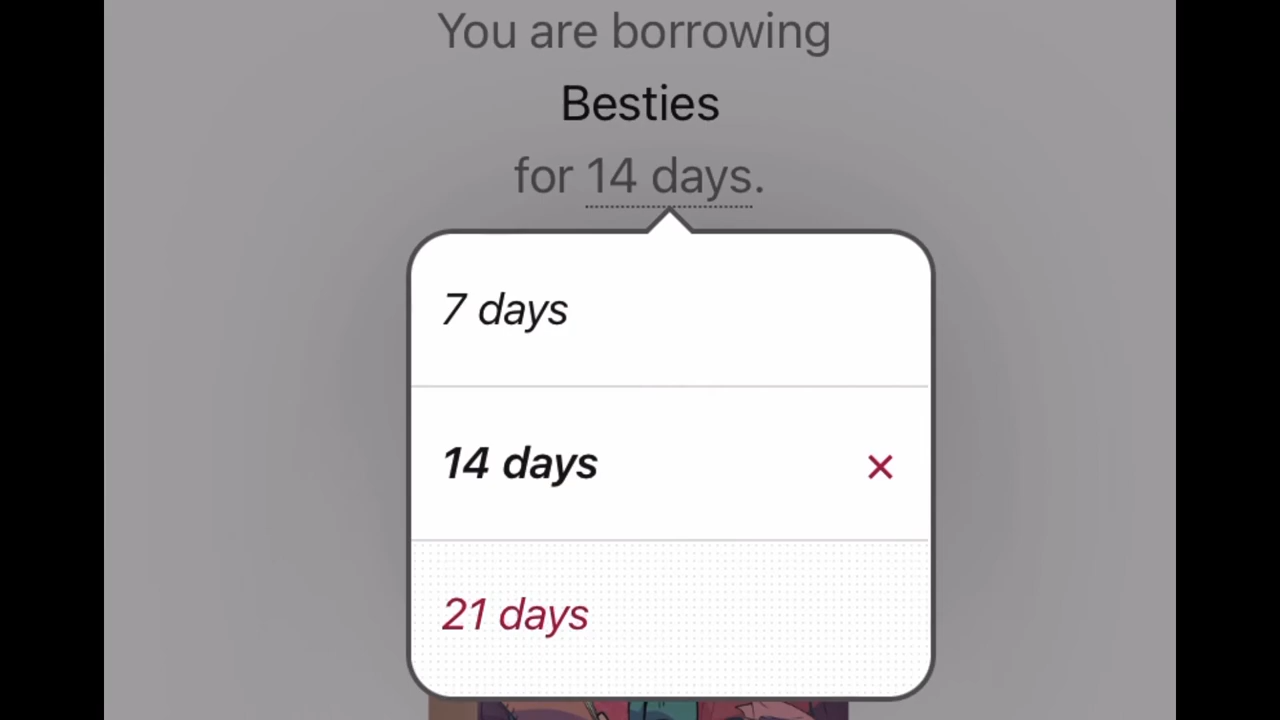 You are borrowing
Besties
for 14 days.
7 days
14 days
21 days